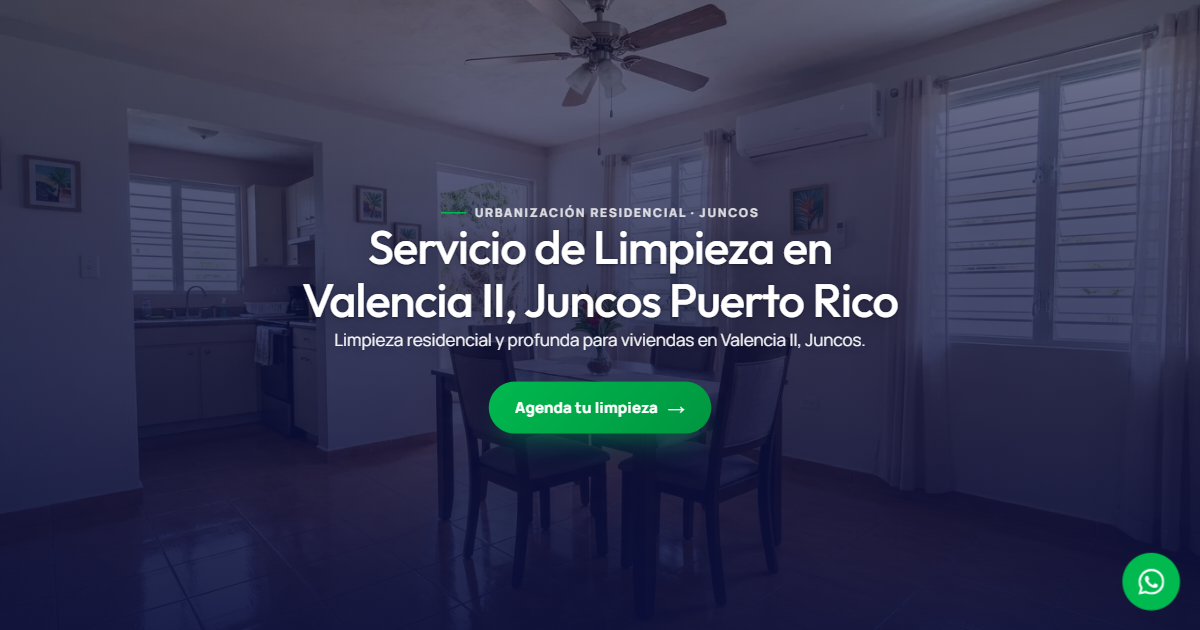 URBANIZACIÓN RESIDENCIAL · JUNCOS
Servicio de Limpieza en
Valencia II, Juncos Puerto Rico
Limpieza residencial y profunda para viviendas en Valencia II, Juncos.
Agenda tu limpieza →